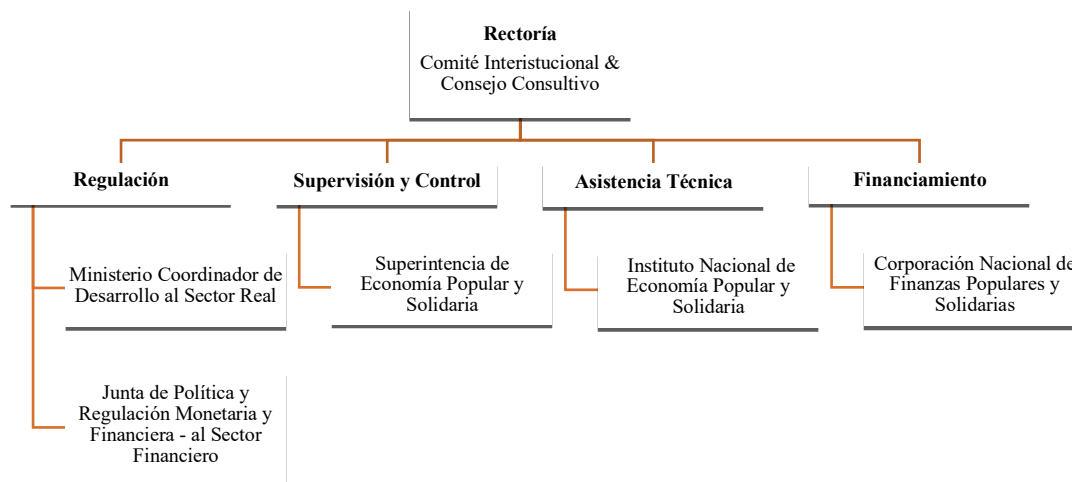 Rectoría
Comité Interistucional &
Consejo Consultivo
Regulación
Supervisión y Control
Asistencia Técnica
Financiamiento
Ministerio Coordinador de
Desarrollo al Sector Real
Superintencia de
Economía Popular y
Solidaria
Instituto Nacional de
Economía Popular y
Solidaria
Corporación Nacional de
Finanzas Populares y
Solidarias
Junta de Política y
Regulación Monetaria y
Financiera - al Sector
Financiero